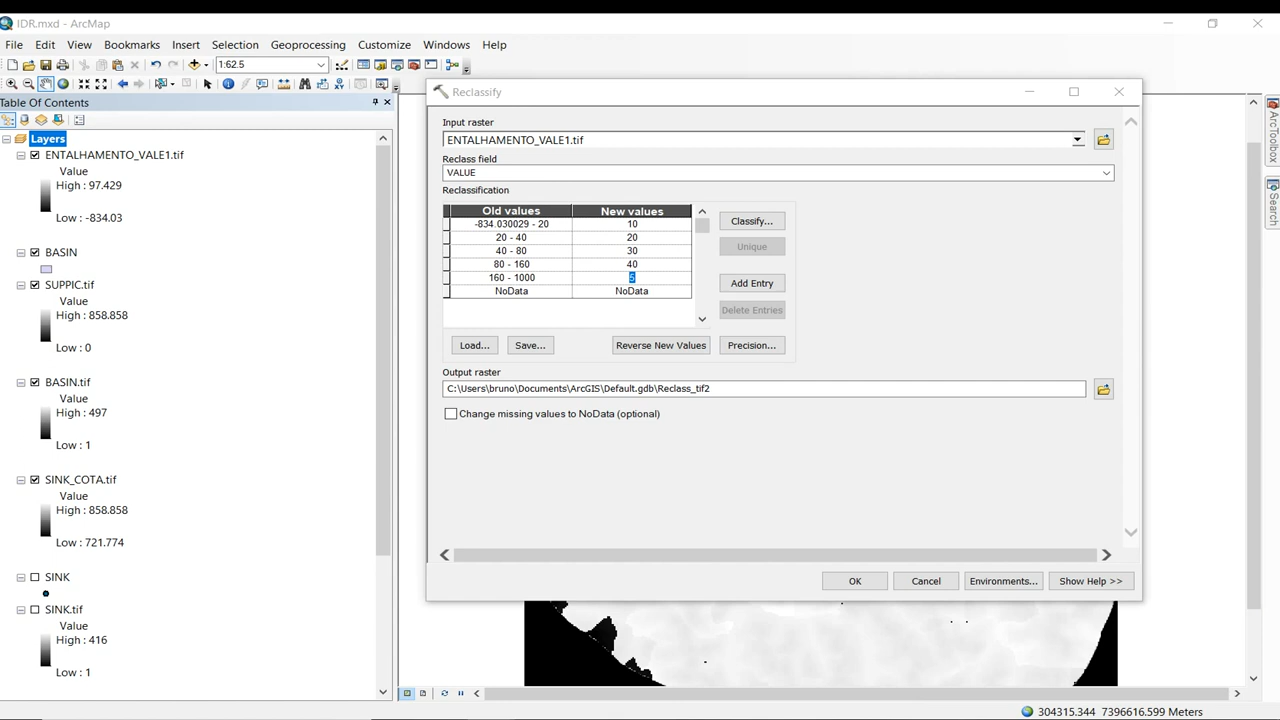 IDR.mxd - ArcMap
File Edit View Bookmarks Insert Selection Geoprocessing Customize Windows Help
1:62.5
Table Of Contents
Layers
ENTALHAMENTO_VALE1.tif
Value
High : 97.429
Low : -834.03
BASIN
SUPPIC.tif
Value
High : 858.858
Low : 0
BASIN.tif
Value
High : 497
Low : 1
SINK_COTA.tif
Value
High : 858.858
Low : 721.774
SINK
SINK.tif
Value
High : 416
Low : 1
Reclassify
Input raster
ENTALHAMENTO_VALE1.tif
Reclass field
VALUE
Reclassification
Old values New values
-834.030029 - 20 10
20 - 40 20
40 - 80 30
80 - 160 40
160 - 1000 5
NoData NoData
Classify...
Unique
Add Entry
Delete Entries
Load... Save... Reverse New Values Precision...
Output raster
C:\Users\bruno\Documents\ArcGIS\Default.gdb\Reclass_tif2
Change missing values to NoData (optional)
OK Cancel Environments... Show Help >>
ArcToolbox
Search
304315.344 7396616.599 Meters